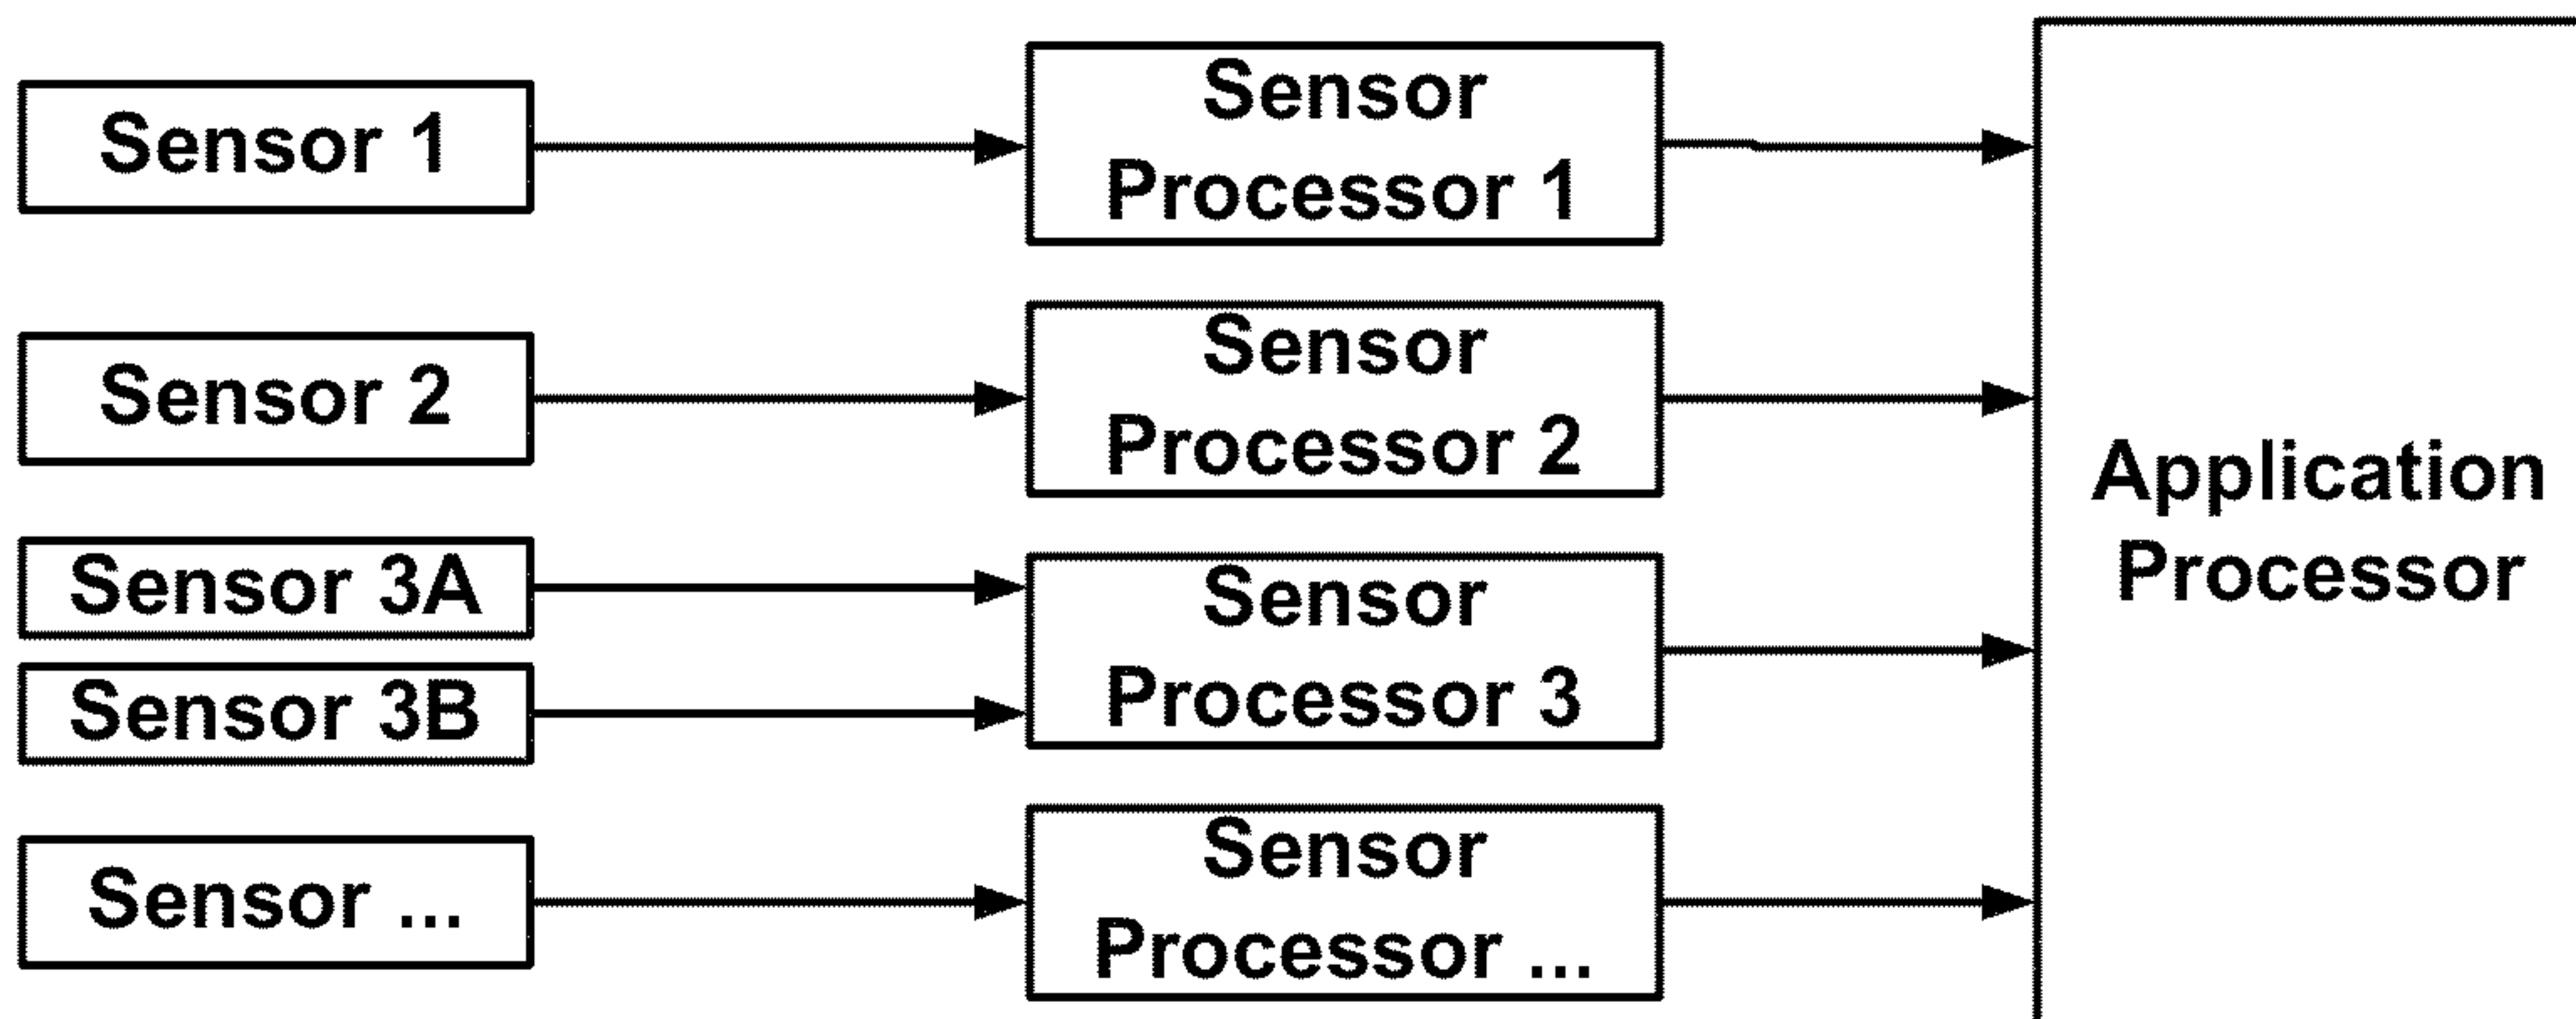 Sensor 1
Sensor
Processor 1
Sensor 2
Sensor
Processor 2
Sensor 3A
Sensor 3B
Sensor
Processor 3
Sensor ...
Sensor
Processor ...
Application
Processor